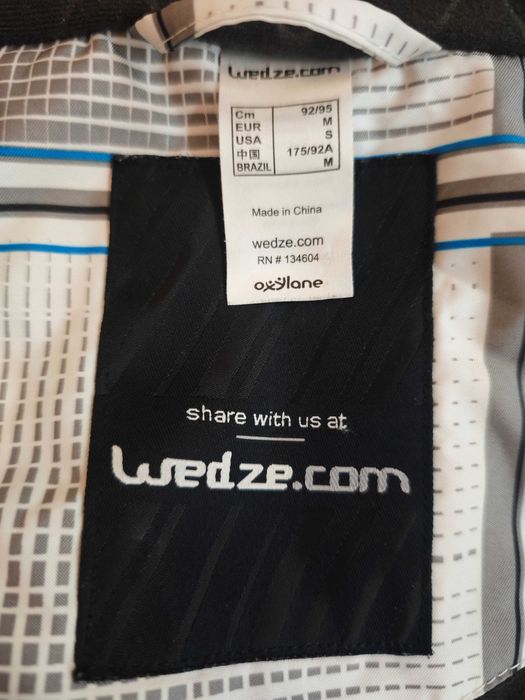 wedze.com
Cm 92/95
EUR M
USA S
中国 175/92A
BRAZIL M
Made in China
wedze.com
RN # 134604
oxylane
share with us at
wedze.com